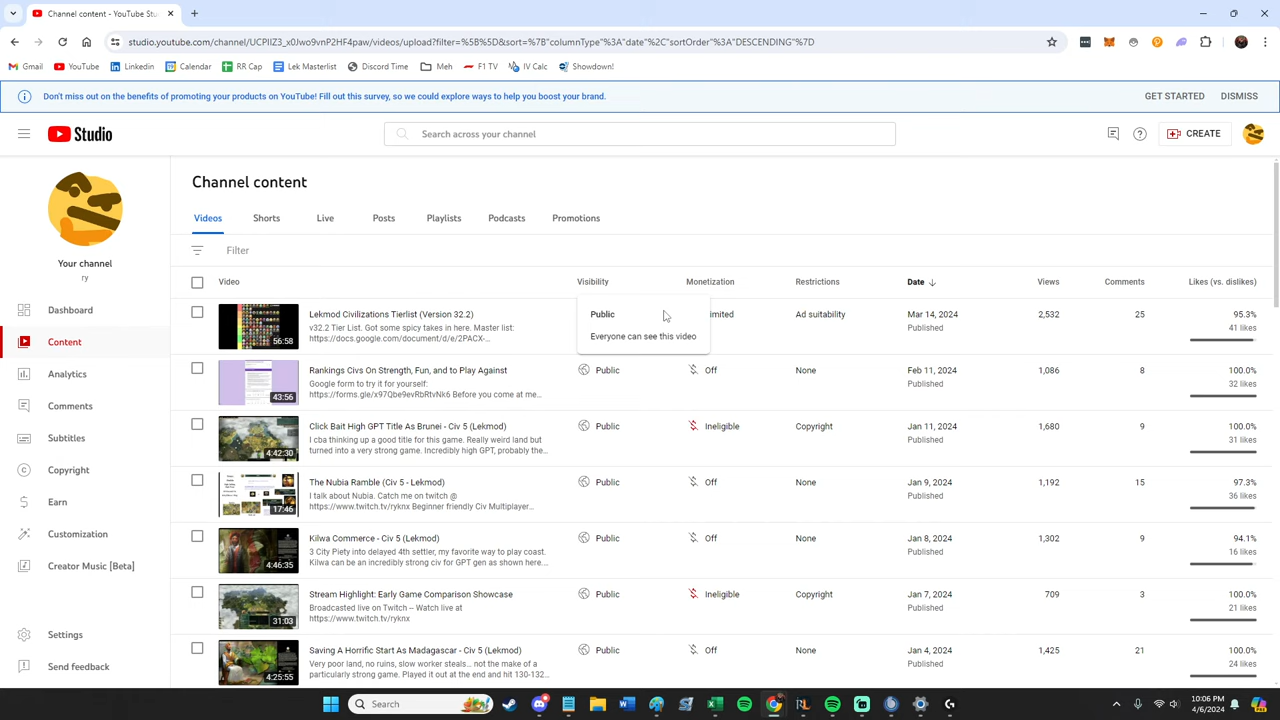 Channel content - YouTube Stu
studio.youtube.com/channel/UCPIIZ3_x0Jwo9vnP2HF4paw/videos/upload?filter=%5B%5D&sort=%7B"columnType"%3A"date"%2C"sortOrder"%3A"DESCENDING"%7D
Gmail YouTube Linkedin Calendar RR Cap Lek Masterlist Discord Time Meh F1 TV IV Calc Showdown!
Don't miss out on the benefits of promoting your products on YouTube! Fill out this survey, so we could explore ways to help you boost your brand. GET STARTED DISMISS
Studio Search across your channel CREATE
Your channel
ry
Dashboard
Content
Analytics
Comments
Subtitles
Copyright
Earn
Customization
Creator Music [Beta]
Settings
Send feedback
Channel content
Videos Shorts Live Posts Playlists Podcasts Promotions
Filter
Video Visibility Monetization Restrictions Date Views Comments Likes (vs. dislikes)
Lekmod Civilizations Tierlist (Version 32.2) Public imited Ad suitability Mar 14, 2024 2,532 25 95.3%
v32.2 Tier List. Got some spicy takes in here. Master list: Published 41 likes
https://docs.google.com/document/d/e/2PACX-... Everyone can see this video
56:58
Rankings Civs On Strength, Fun, and to Play Against Public Off None Feb 11, 2024 1,086 8 100.0%
Google form to try it for yourself: Published 32 likes
https://forms.gle/x97Qbe9evRbRtvNk6 Before you come at me...
43:56
Click Bait High GPT Title As Brunei - Civ 5 (Lekmod) Public Ineligible Copyright Jan 11, 2024 1,680 9 100.0%
I cba thinking up a good title for this game. Really weird land but Published 31 likes
turned into a very strong game. Incredibly high GPT, probably the...
4:42:30
The Nubia Ramble (Civ 5 - Lekmod) Public Off None Jan 9, 2024 1,192 15 97.3%
I talk about Nubia. Catch me on twitch @ Published 36 likes
https://www.twitch.tv/ryknx Beginner friendly Civ Multiplayer...
17:46
Kilwa Commerce - Civ 5 (Lekmod) Public Off None Jan 8, 2024 1,302 9 94.1%
3 City Piety into delayed 4th settler, my favorite way to play coast. Published 16 likes
Kilwa can be an incredibly strong civ for GPT gen as shown here...
4:46:35
Stream Highlight: Early Game Comparison Showcase Public Ineligible Copyright Jan 7, 2024 709 3 100.0%
Broadcasted live on Twitch -- Watch live at Published 21 likes
https://www.twitch.tv/ryknx
31:03
Saving A Horrific Start As Madagascar - Civ 5 (Lekmod) Public Off None Jan 4, 2024 1,425 21 100.0%
Very poor land, no ruins, slow worker steals... not the make of a Published 24 likes
particularly strong game. Played it out at the end and hit 130-132...
4:25:55
Search
10:06 PM
4/6/2024